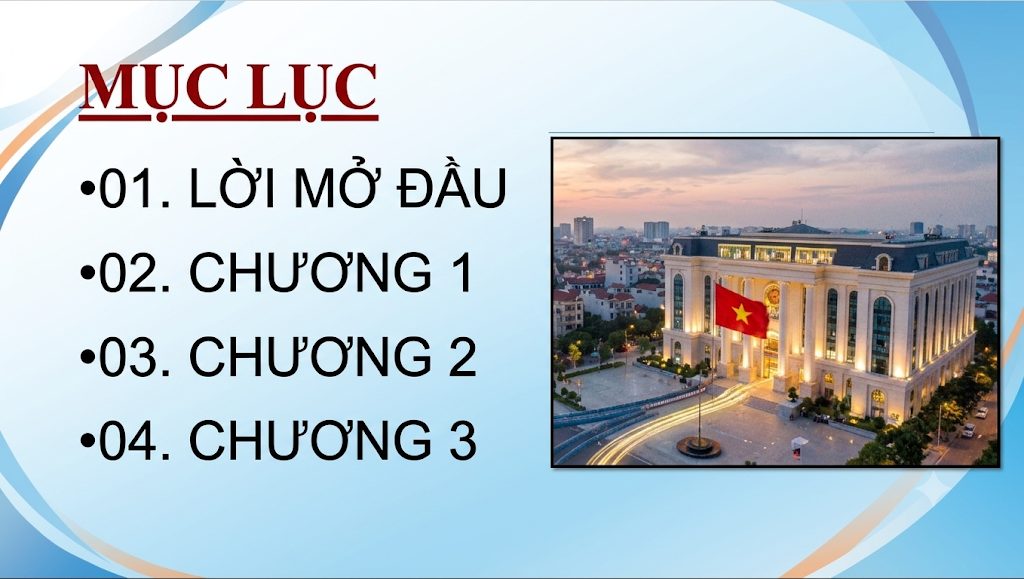 MỤC LỤC
•01. LỜI MỞ ĐẦU
•02. CHƯƠNG 1
•03. CHƯƠNG 2
•04. CHƯƠNG 3